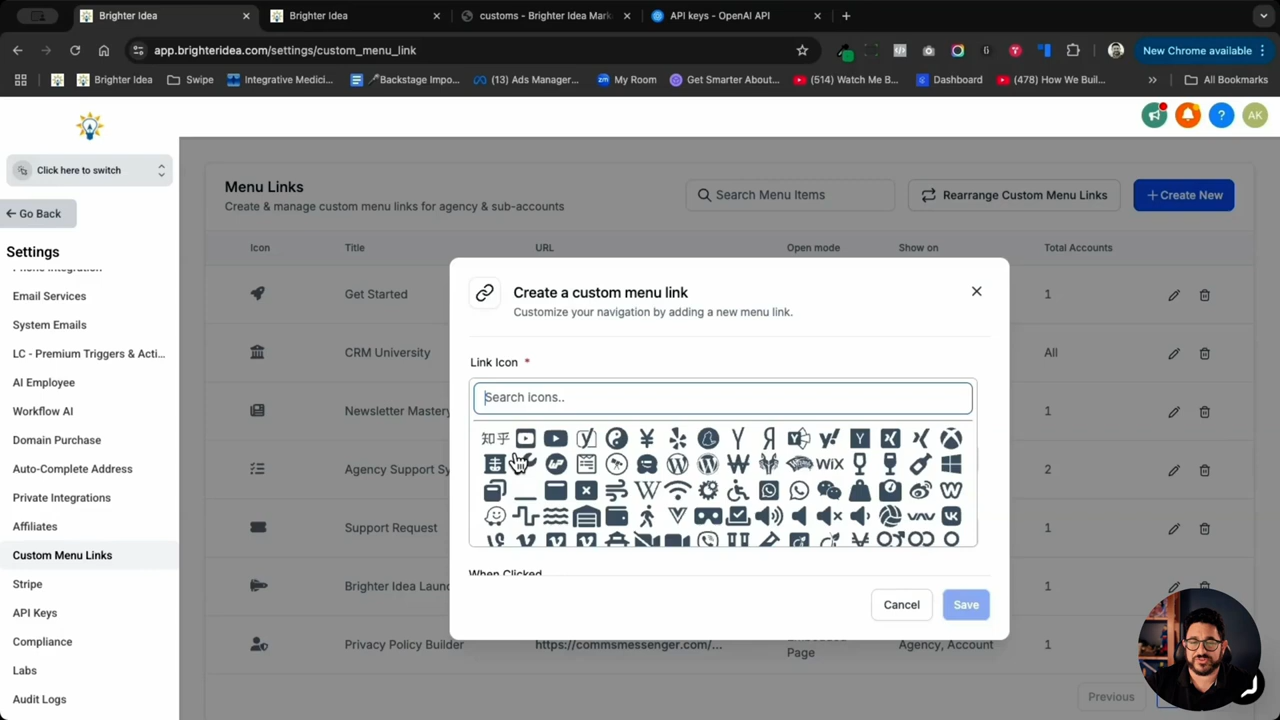 Brighter Idea
Brighter Idea
customs - Brighter Idea Mark
API keys - OpenAI API
app.brighteridea.com/settings/custom_menu_link
New Chrome available
Brighter Idea
Swipe
Integrative Medici...
Backstage Impo...
(13) Ads Manager...
My Room
Get Smarter About...
(514) Watch Me B...
Dashboard
(478) How We Buil...
All Bookmarks
AK
Click here to switch
Go Back
Settings
Phone Integration
Email Services
System Emails
LC - Premium Triggers & Acti...
AI Employee
Workflow AI
Domain Purchase
Auto-Complete Address
Private Integrations
Affiliates
Custom Menu Links
Stripe
API Keys
Compliance
Labs
Audit Logs
Menu Links
Create & manage custom menu links for agency & sub-accounts
Search Menu Items
Rearrange Custom Menu Links
+ Create New
Icon Title URL Open mode Show on Total Accounts
Get Started 1
CRM University All
Newsletter Mastery 1
Agency Support Sy 2
Support Request 1
Brighter Idea Laun 1
Privacy Policy Builder https://commsmessenger.com/... Embedded Page Agency, Account 1
Previous
Create a custom menu link
Customize your navigation by adding a new menu link.
Link Icon *
Search icons..
知乎
WiX
When Clicked
Cancel
Save